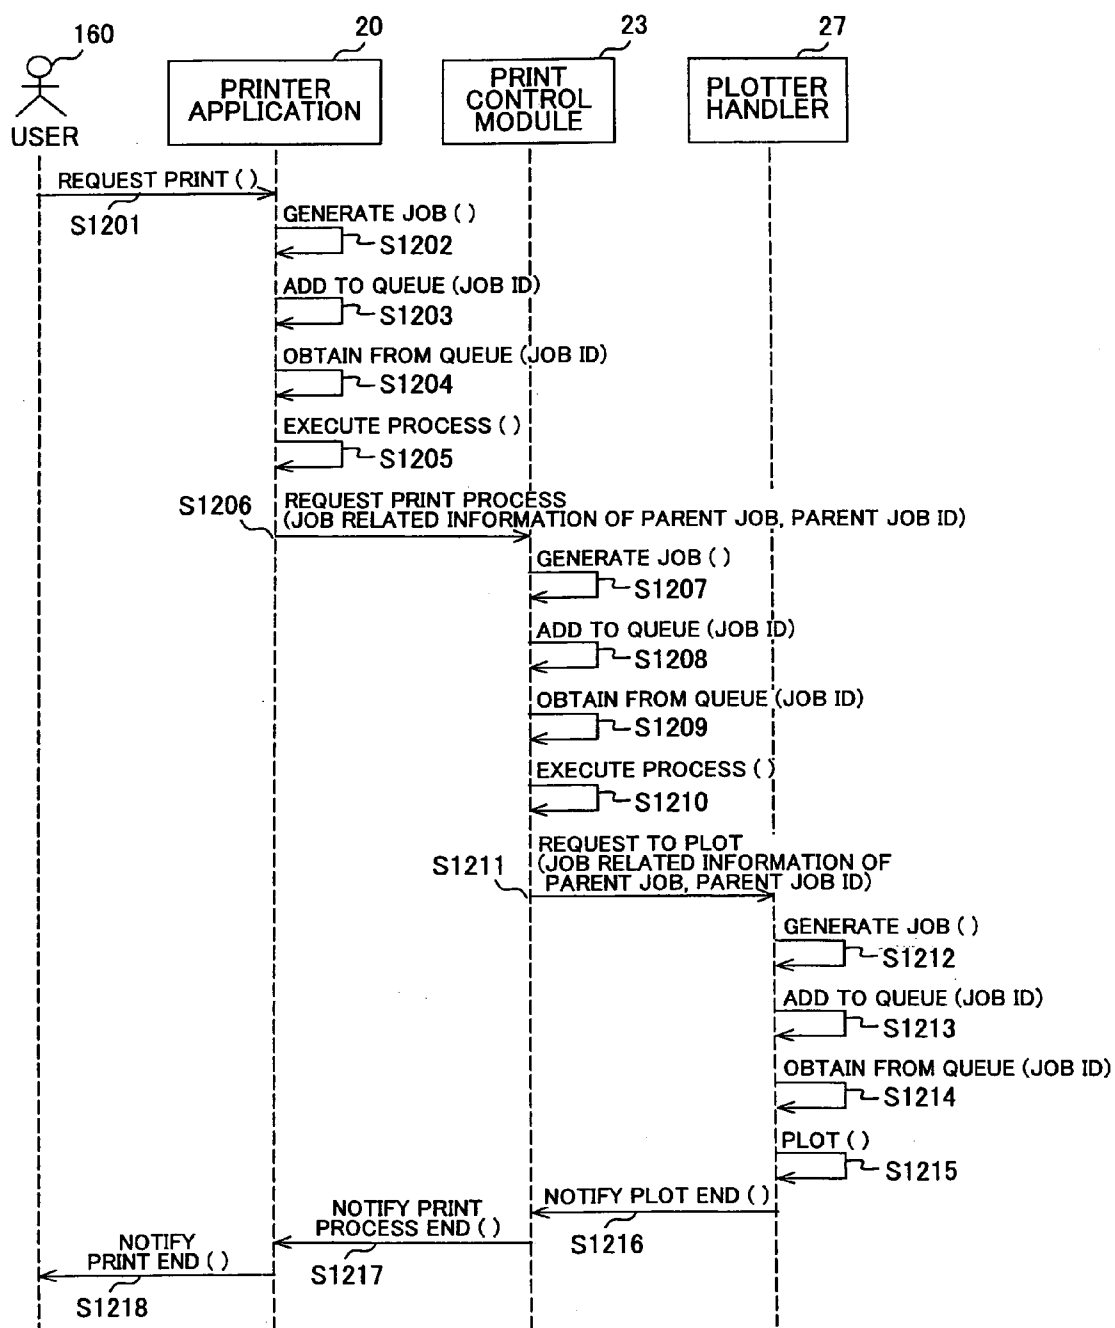 160
20
23
27
USER
PRINTER
APPLICATION
PRINT
CONTROL
MODULE
PLOTTER
HANDLER
REQUEST PRINT ( )
S1201
GENERATE JOB ( )
S1202
ADD TO QUEUE (JOB ID)
S1203
OBTAIN FROM QUEUE (JOB ID)
S1204
EXECUTE PROCESS ( )
S1205
S1206
REQUEST PRINT PROCESS
(JOB RELATED INFORMATION OF PARENT JOB, PARENT JOB ID)
GENERATE JOB ( )
S1207
ADD TO QUEUE (JOB ID)
S1208
OBTAIN FROM QUEUE (JOB ID)
S1209
EXECUTE PROCESS ( )
S1210
S1211
REQUEST TO PLOT
(JOB RELATED INFORMATION OF
PARENT JOB, PARENT JOB ID)
GENERATE JOB ( )
S1212
ADD TO QUEUE (JOB ID)
S1213
OBTAIN FROM QUEUE (JOB ID)
S1214
PLOT ( )
S1215
NOTIFY PLOT END ( )
S1216
NOTIFY PRINT
PROCESS END ( )
S1217
NOTIFY
PRINT END ( )
S1218